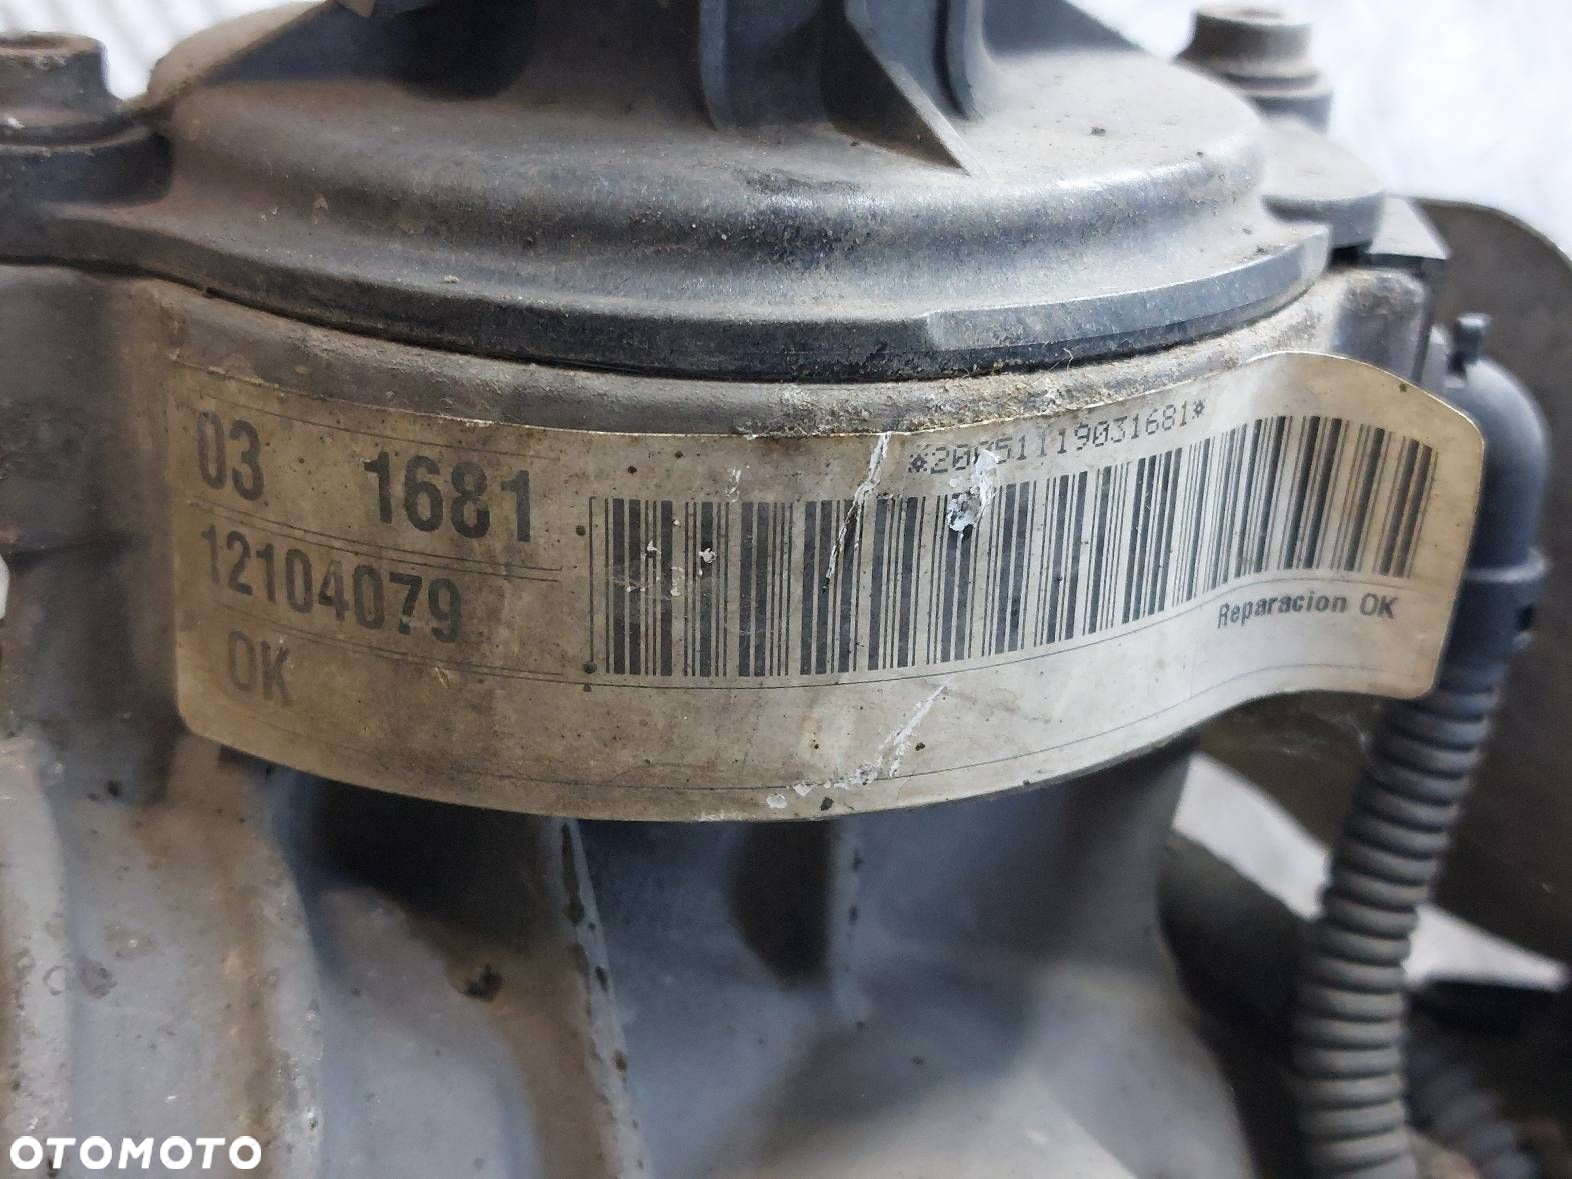 03 1681
12104079
OK
Reparacion OK
OTOMOTO